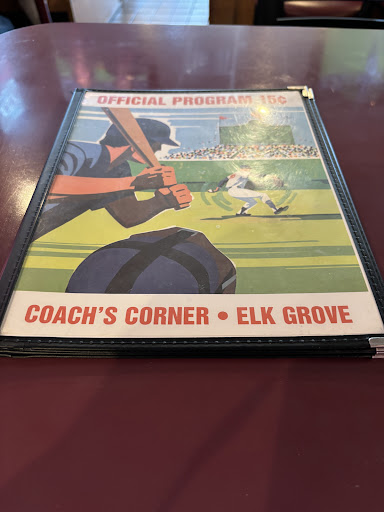 OFFICIAL PROGRAM 15¢
COACH'S CORNER • ELK GROVE